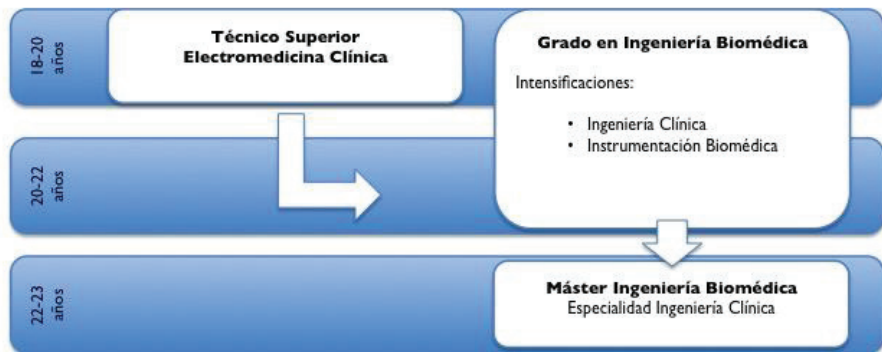 18-20
años
Técnico Superior
Electromedicina Clínica
Grado en Ingeniería Biomédica
Intensificaciones:
• Ingeniería Clínica
• Instrumentación Biomédica
20-22
años
22-23
años
Máster Ingeniería Biomédica
Especialidad Ingeniería Clínica